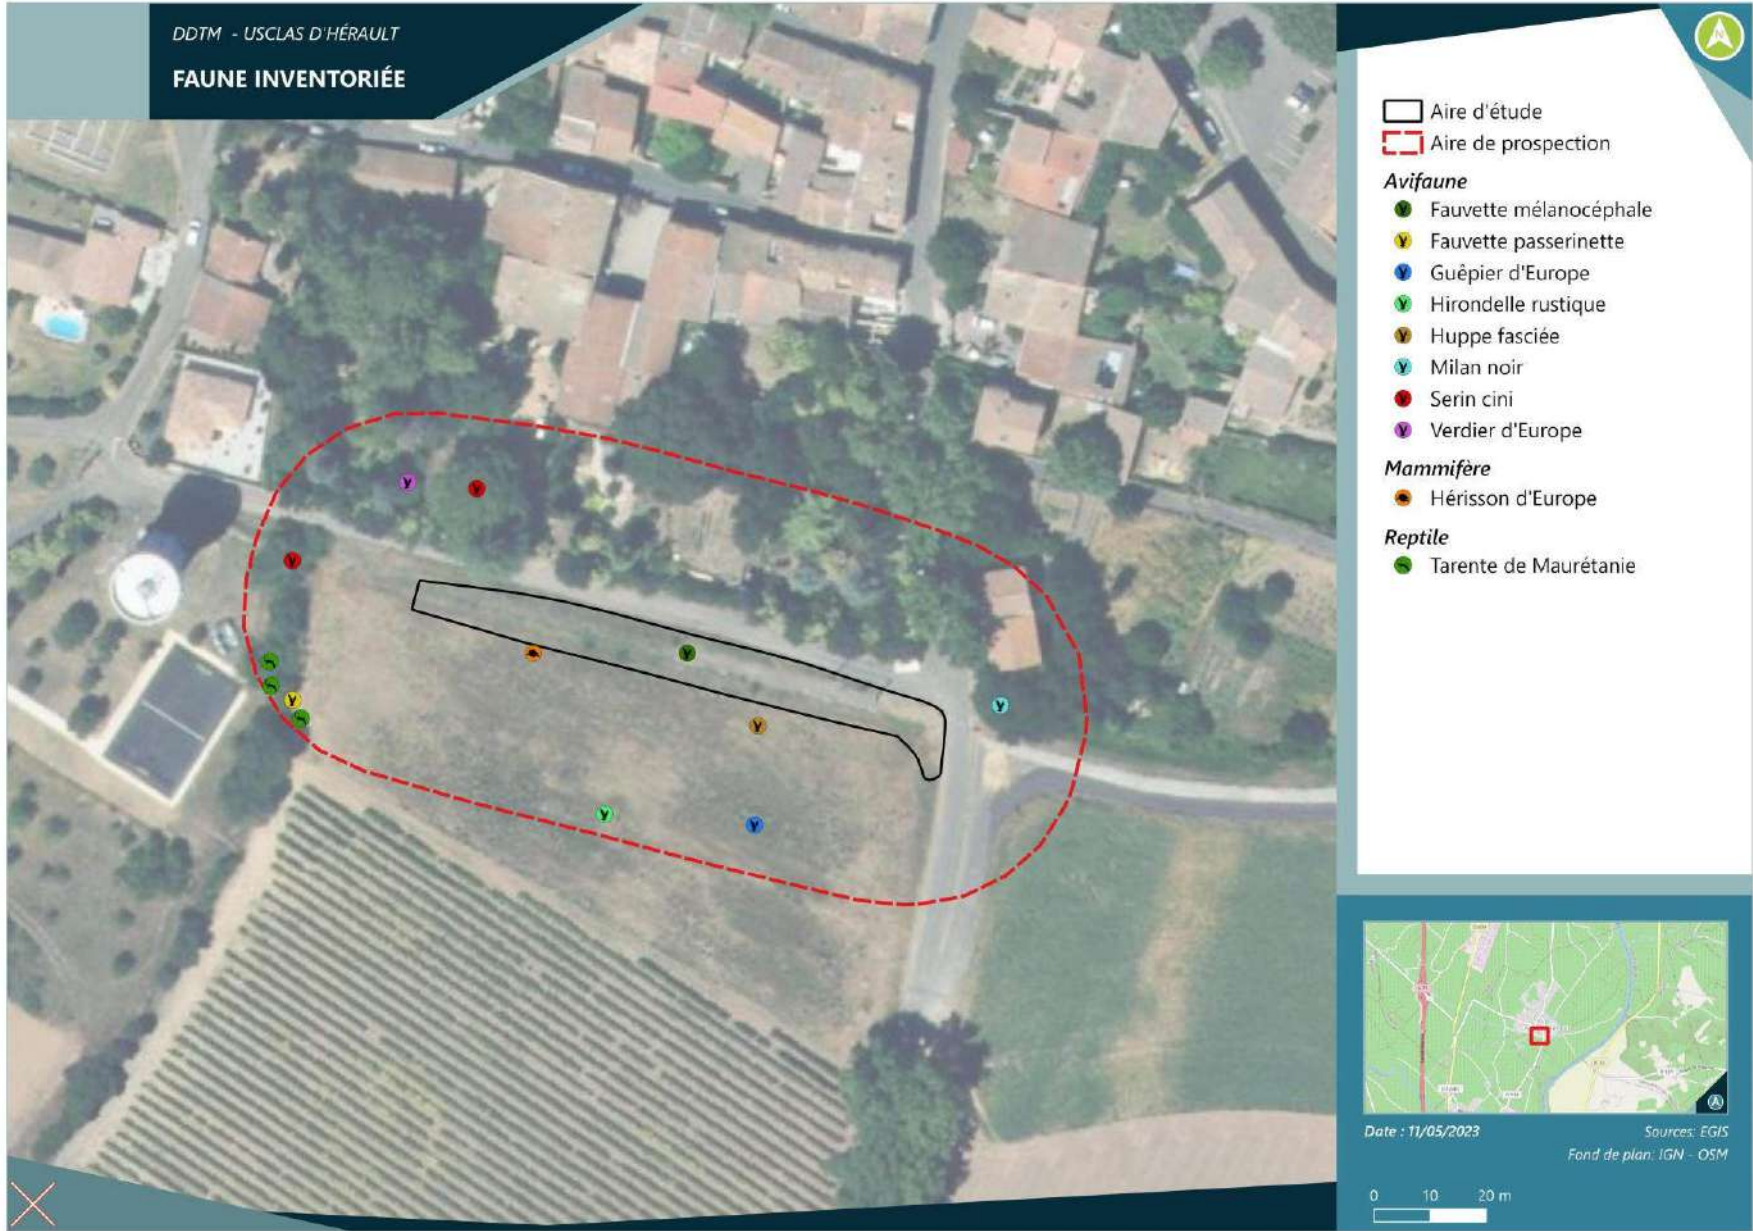 DDTM - USCLAS D'HÉRAULT
FAUNE INVENTORIÉE
N
Aire d'étude
Aire de prospection
Avifaune
Fauvette mélanocéphale
Fauvette passerinette
Guêpier d'Europe
Hirondelle rustique
Huppe fasciée
Milan noir
Serin cini
Verdier d'Europe
Mammifère
Hérisson d'Europe
Reptile
Tarente de Maurétanie
Date : 11/05/2023
Sources: EGIS
Fond de plan: IGN - OSM
0 10 20 m